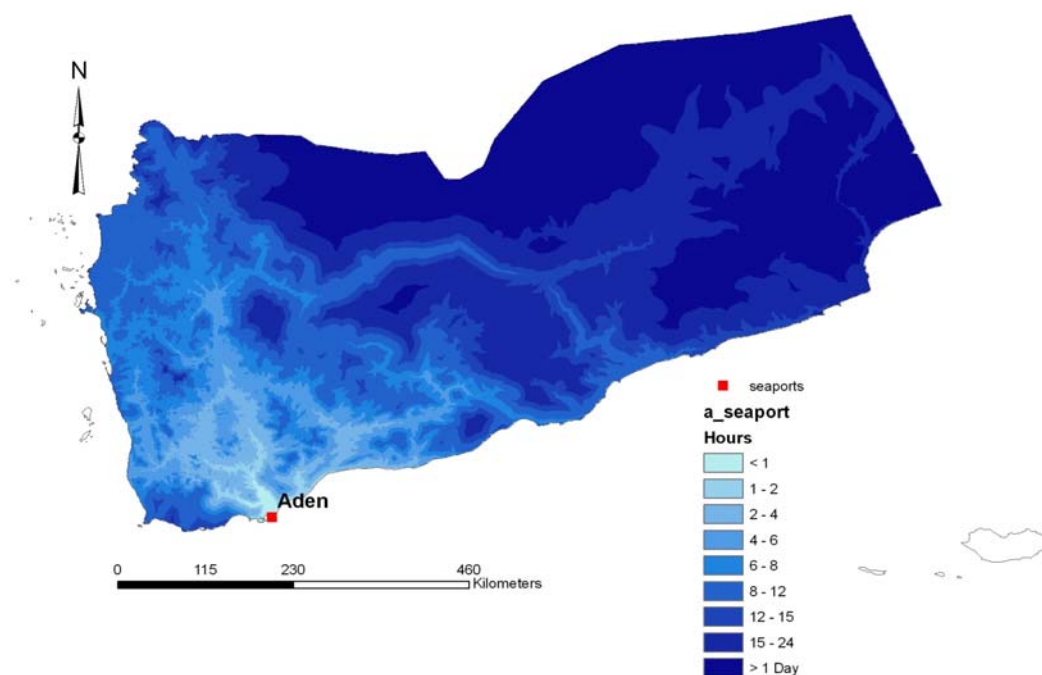 N
Aden
0 115 230 460
Kilometers
seaports
a_seaport
Hours
< 1
1 - 2
2 - 4
4 - 6
6 - 8
8 - 12
12 - 15
15 - 24
> 1 Day